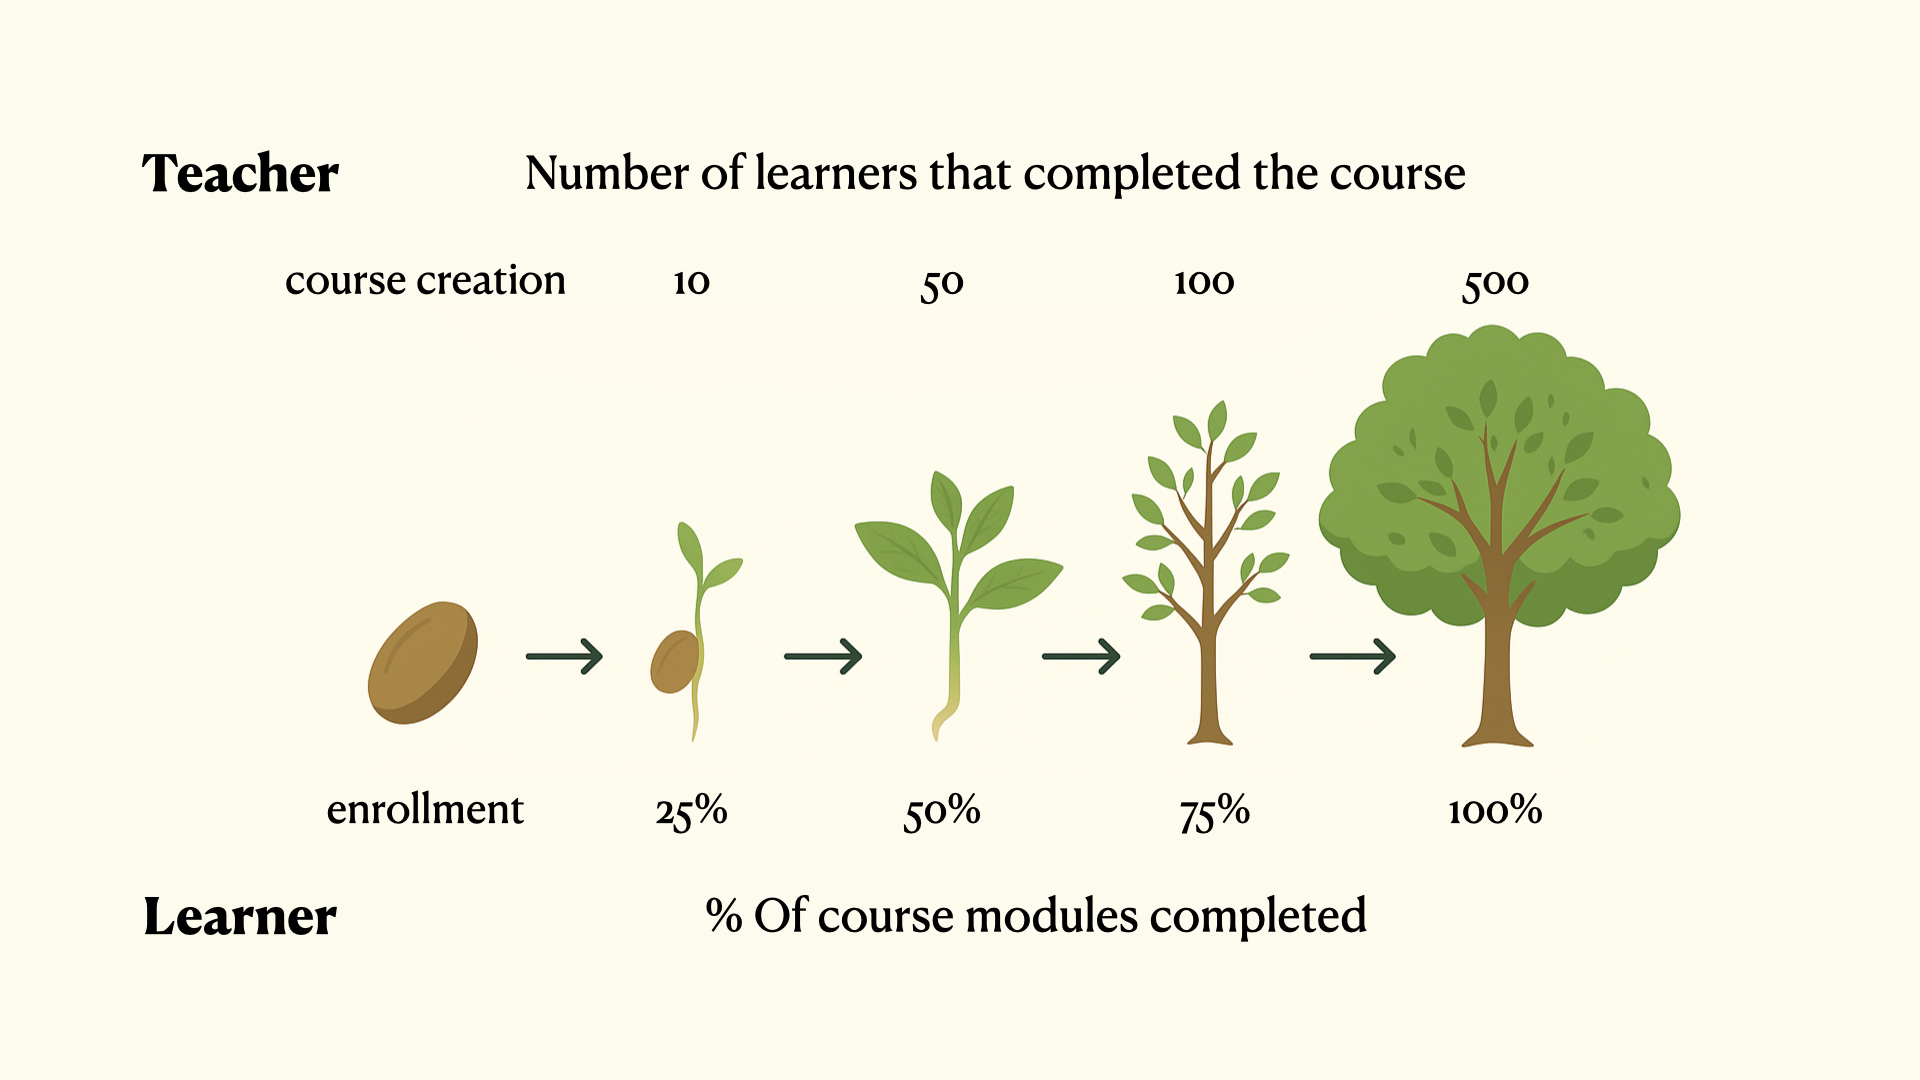 Teacher Number of learners that completed the course
course creation 10 50 100 500
enrollment 25% 50% 75% 100%
Learner % Of course modules completed